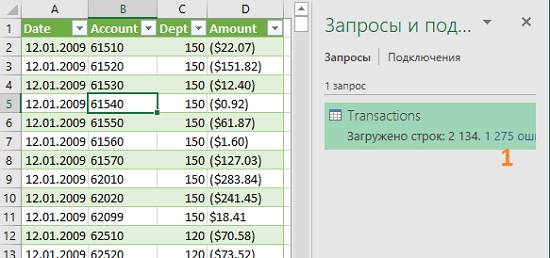 A B C D
1 Date Account Dept Amount
2 12.01.2009 61510 150 ($22.07)
3 12.01.2009 61520 150 ($151.82)
4 12.01.2009 61530 150 ($12.40)
5 12.01.2009 61540 150 ($0.92)
6 12.01.2009 61550 150 ($61.87)
7 12.01.2009 61560 150 ($1.60)
8 12.01.2009 61570 150 ($127.03)
9 12.01.2009 62010 150 ($283.84)
10 12.01.2009 62020 150 ($241.45)
11 12.01.2009 62099 150 $18.41
12 12.01.2009 62510 120 ($70.58)
13 12.01.2009 62520 120 ($73.52)
Запросы и под...
Запросы Подключения
1 запрос
Transactions
Загружено строк: 2 134. 1 275 оши
1